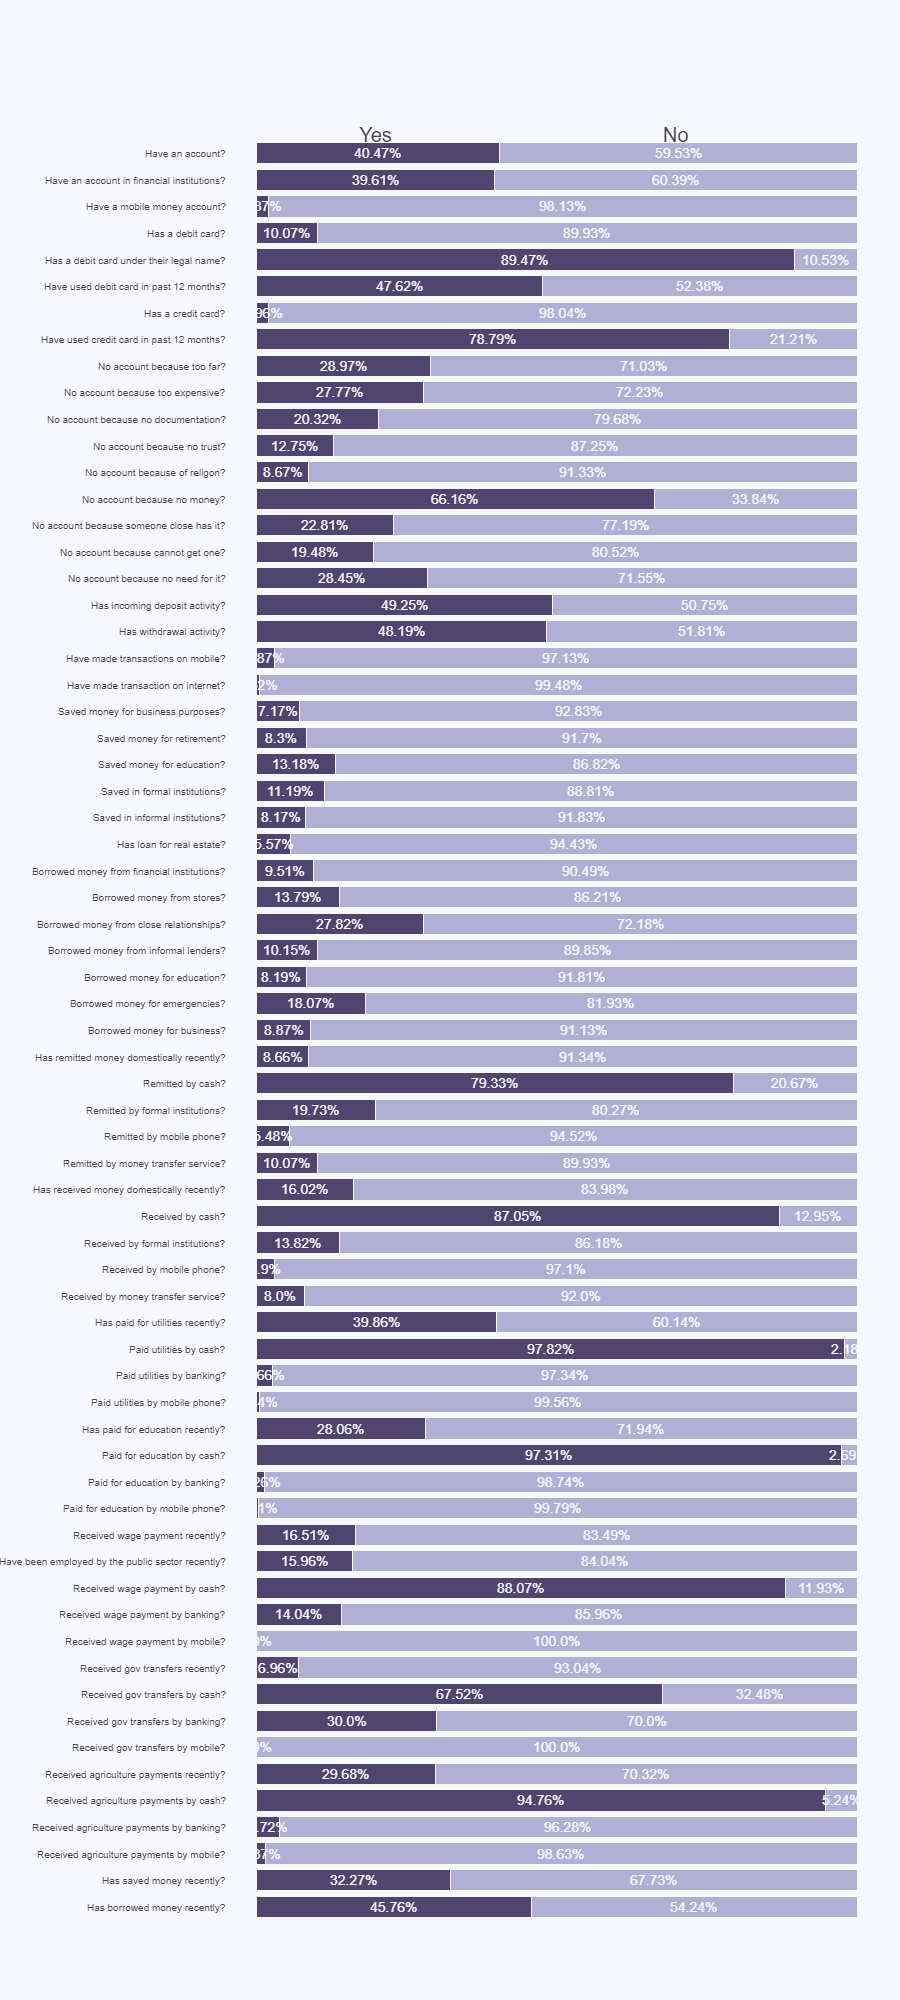 Yes No
Have an account? 40.47% 59.53%
Have an account in financial institutions? 39.61% 60.39%
Have a mobile money account? 37% 98.13%
Has a debit card? 10.07% 89.93%
Has a debit card under their legal name? 89.47% 10.53%
Have used debit card in past 12 months? 47.62% 52.38%
Has a credit card? 96% 98.04%
Have used credit card in past 12 months? 78.79% 21.21%
No account because too far? 28.97% 71.03%
No account because too expensive? 27.77% 72.23%
No account because no documentation? 20.32% 79.68%
No account because no trust? 12.75% 87.25%
No account because of religon? 8.67% 91.33%
No account because no money? 66.16% 33.84%
No account because someone close has it? 22.81% 77.19%
No account because cannot get one? 19.48% 80.52%
No account because no need for it? 28.45% 71.55%
Has incoming deposit activity? 49.25% 50.75%
Has withdrawal activity? 48.19% 51.81%
Have made transactions on mobile? 87% 97.13%
Have made transaction on internet? 2% 99.48%
Saved money for business purposes? 7.17% 92.83%
Saved money for retirement? 8.3% 91.7%
Saved money for education? 13.18% 86.82%
Saved in formal institutions? 11.19% 88.81%
Saved in informal institutions? 8.17% 91.83%
Has loan for real estate? 5.57% 94.43%
Borrowed money from financial institutions? 9.51% 90.49%
Borrowed money from stores? 13.79% 86.21%
Borrowed money from close relationships? 27.82% 72.18%
Borrowed money from informal lenders? 10.15% 89.85%
Borrowed money for education? 8.19% 91.81%
Borrowed money for emergencies? 18.07% 81.93%
Borrowed money for business? 8.87% 91.13%
Has remitted money domestically recently? 8.66% 91.34%
Remitted by cash? 79.33% 20.67%
Remitted by formal institutions? 19.73% 80.27%
Remitted by mobile phone? 5.48% 94.52%
Remitted by money transfer service? 10.07% 89.93%
Has received money domestically recently? 16.02% 83.98%
Received by cash? 87.05% 12.95%
Received by formal institutions? 13.82% 86.18%
Received by mobile phone? .9% 97.1%
Received by money transfer service? 8.0% 92.0%
Has paid for utilities recently? 39.86% 60.14%
Paid utilities by cash? 97.82% 2.18
Paid utilities by banking? 66% 97.34%
Paid utilities by mobile phone? 4% 99.56%
Has paid for education recently? 28.06% 71.94%
Paid for education by cash? 97.31% 2.69
Paid for education by banking? 26% 98.74%
Paid for education by mobile phone? 1% 99.79%
Received wage payment recently? 16.51% 83.49%
Have been employed by the public sector recently? 15.96% 84.04%
Received wage payment by cash? 88.07% 11.93%
Received wage payment by banking? 14.04% 85.96%
Received wage payment by mobile? 0% 100.0%
Received gov transfers recently? 6.96% 93.04%
Received gov transfers by cash? 67.52% 32.48%
Received gov transfers by banking? 30.0% 70.0%
Received gov transfers by mobile? 0% 100.0%
Received agriculture payments recently? 29.68% 70.32%
Received agriculture payments by cash? 94.76% 5.24%
Received agriculture payments by banking? .72% 96.28%
Received agriculture payments by mobile? 37% 98.63%
Has saved money recently? 32.27% 67.73%
Has borrowed money recently? 45.76% 54.24%